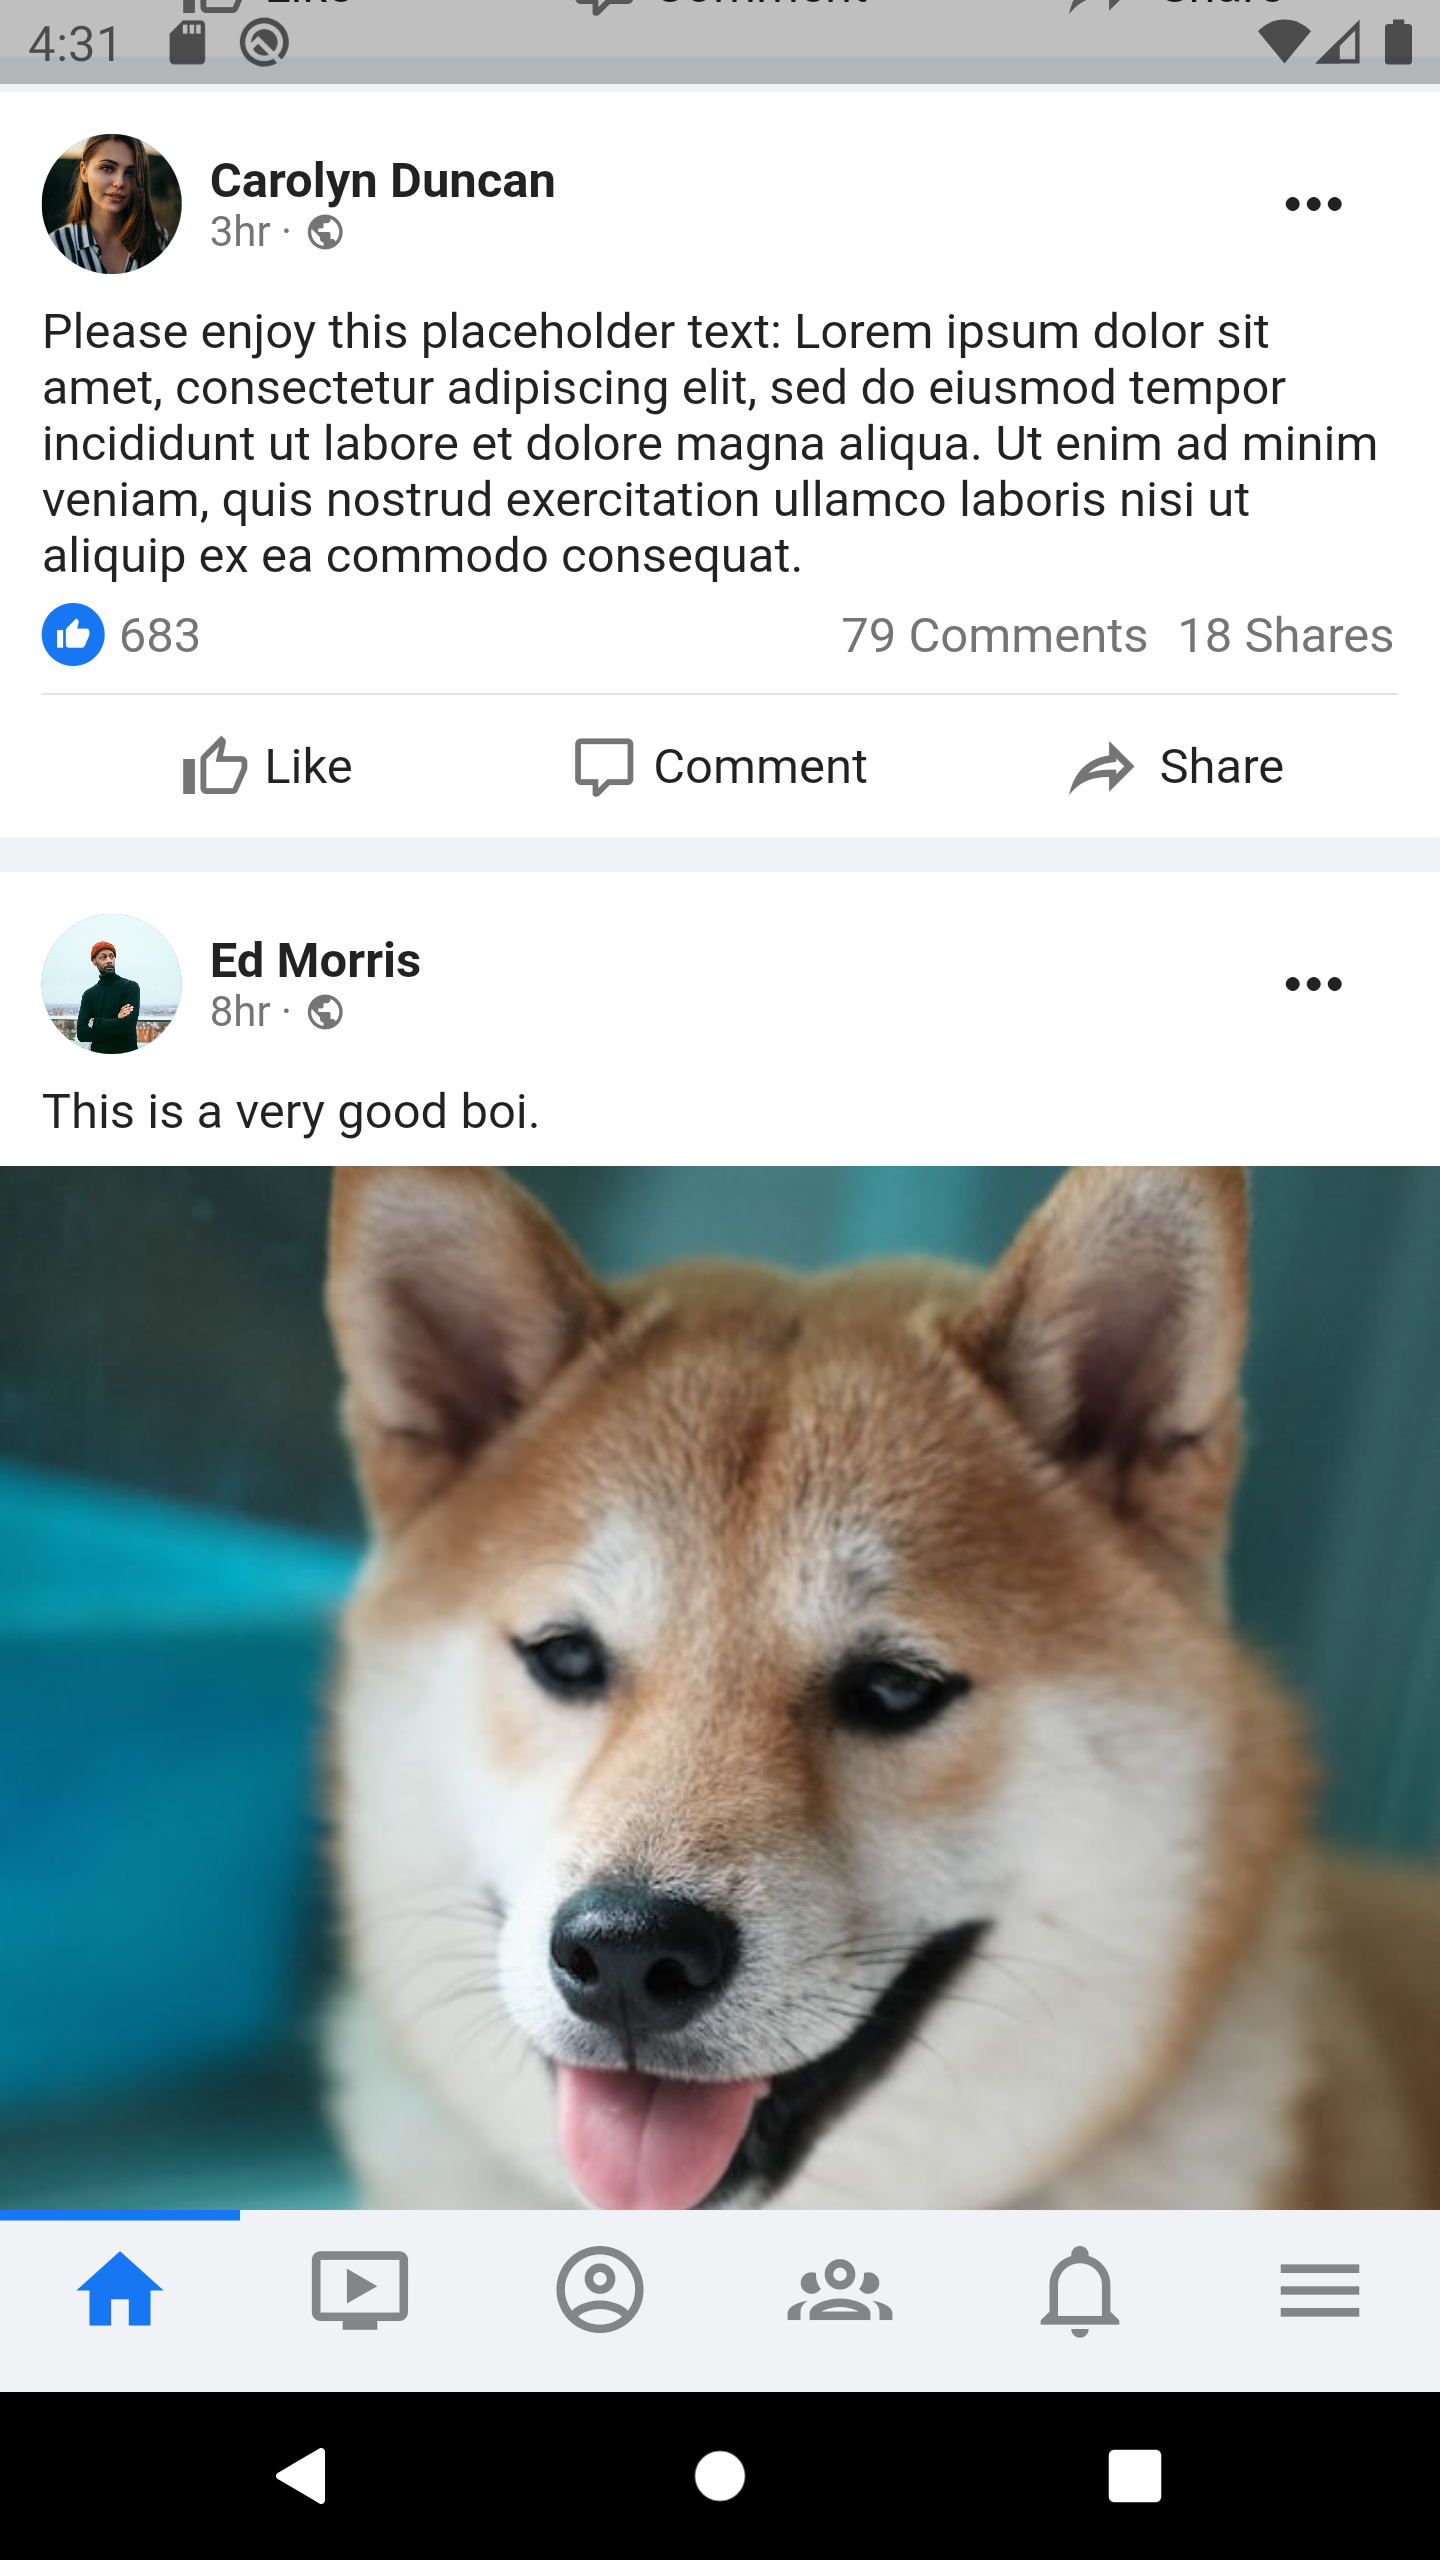 Like Comment Share
4:31
Carolyn Duncan
3hr ·
Please enjoy this placeholder text: Lorem ipsum dolor sit
amet, consectetur adipiscing elit, sed do eiusmod tempor
incididunt ut labore et dolore magna aliqua. Ut enim ad minim
veniam, quis nostrud exercitation ullamco laboris nisi ut
aliquip ex ea commodo consequat.
683 79 Comments 18 Shares
Like Comment Share
Ed Morris
8hr ·
This is a very good boi.